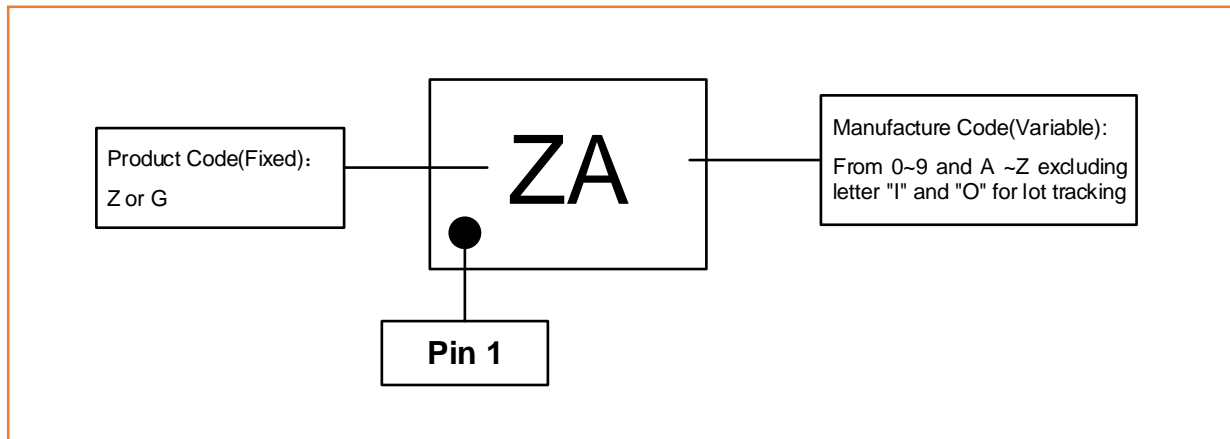 Product Code(Fixed)：
Z or G
ZA
Manufacture Code(Variable):
From 0~9 and A ~Z excluding
letter "I" and "O" for lot tracking
Pin 1